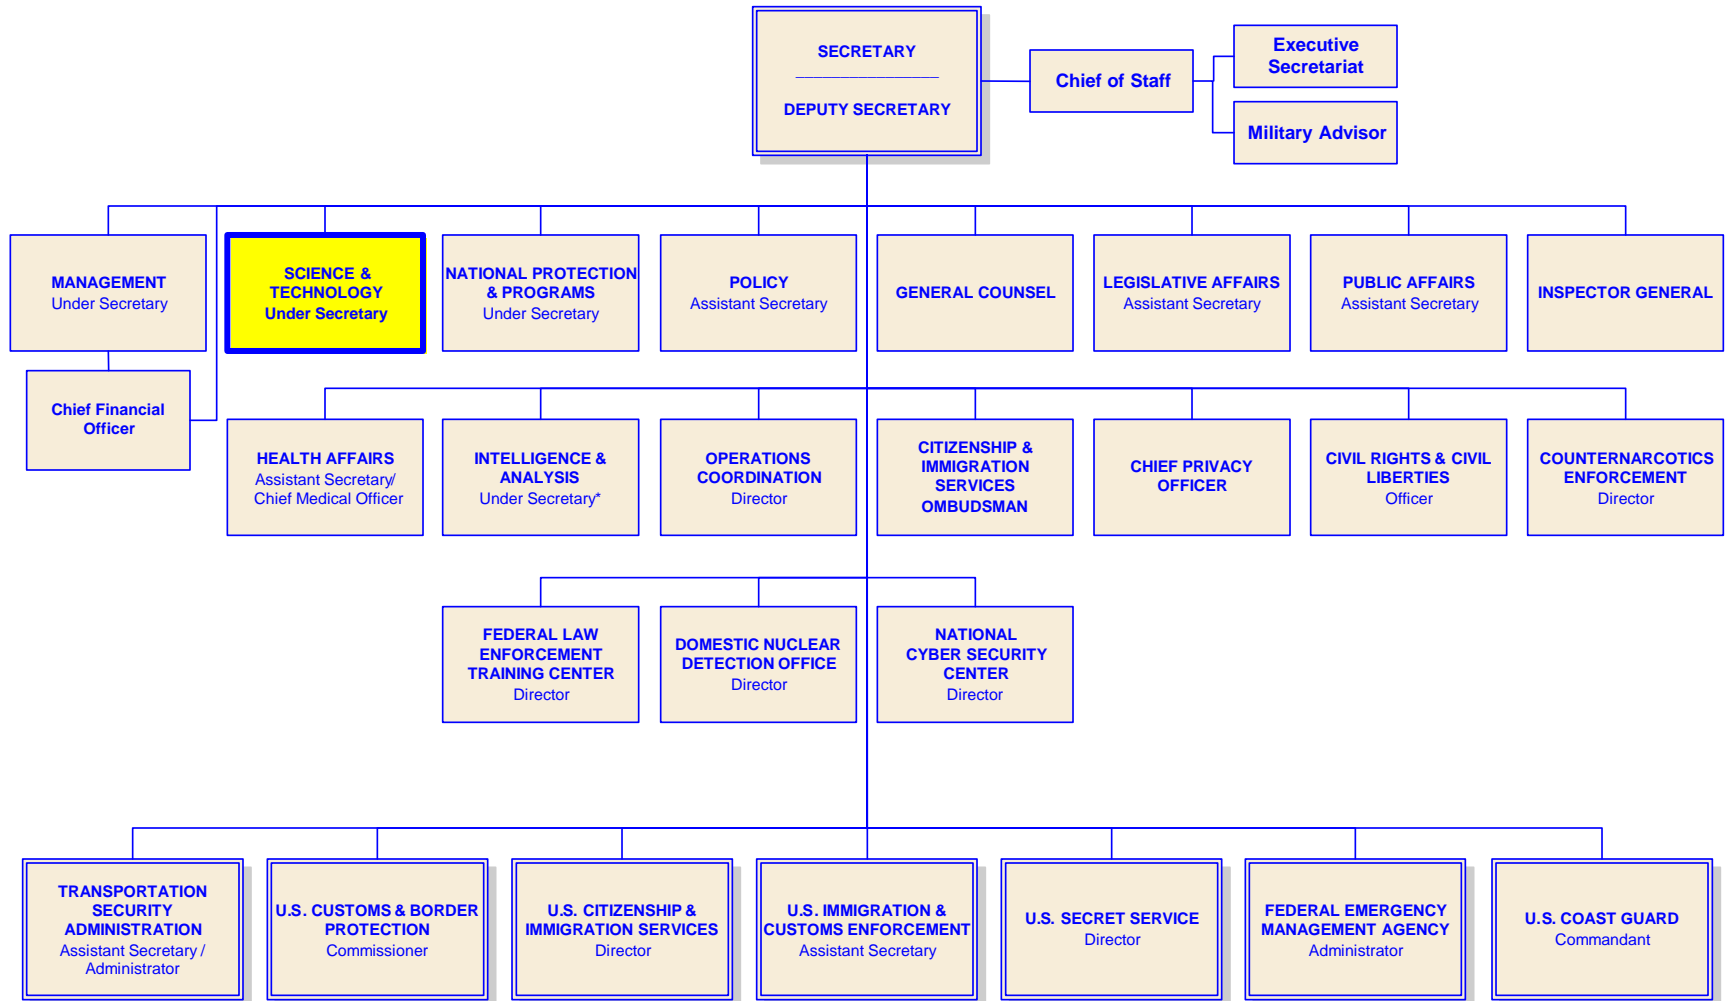 SECRETARY
________________
DEPUTY SECRETARY
Chief of Staff
Executive
Secretariat
Military Advisor
MANAGEMENT
Under Secretary
SCIENCE &
TECHNOLOGY
Under Secretary
NATIONAL PROTECTION
& PROGRAMS
Under Secretary
POLICY
Assistant Secretary
GENERAL COUNSEL
LEGISLATIVE AFFAIRS
Assistant Secretary
PUBLIC AFFAIRS
Assistant Secretary
INSPECTOR GENERAL
Chief Financial
Officer
HEALTH AFFAIRS
Assistant Secretary/
Chief Medical Officer
INTELLIGENCE &
ANALYSIS
Under Secretary*
OPERATIONS
COORDINATION
Director
CITIZENSHIP &
IMMIGRATION
SERVICES
OMBUDSMAN
CHIEF PRIVACY
OFFICER
CIVIL RIGHTS & CIVIL
LIBERTIES
Officer
COUNTERNARCOTICS
ENFORCEMENT
Director
FEDERAL LAW
ENFORCEMENT
TRAINING CENTER
Director
DOMESTIC NUCLEAR
DETECTION OFFICE
Director
NATIONAL
CYBER SECURITY
CENTER
Director
TRANSPORTATION
SECURITY
ADMINISTRATION
Assistant Secretary /
Administrator
U.S. CUSTOMS & BORDER
PROTECTION
Commissioner
U.S. CITIZENSHIP &
IMMIGRATION SERVICES
Director
U.S. IMMIGRATION &
CUSTOMS ENFORCEMENT
Assistant Secretary
U.S. SECRET SERVICE
Director
FEDERAL EMERGENCY
MANAGEMENT AGENCY
Administrator
U.S. COAST GUARD
Commandant